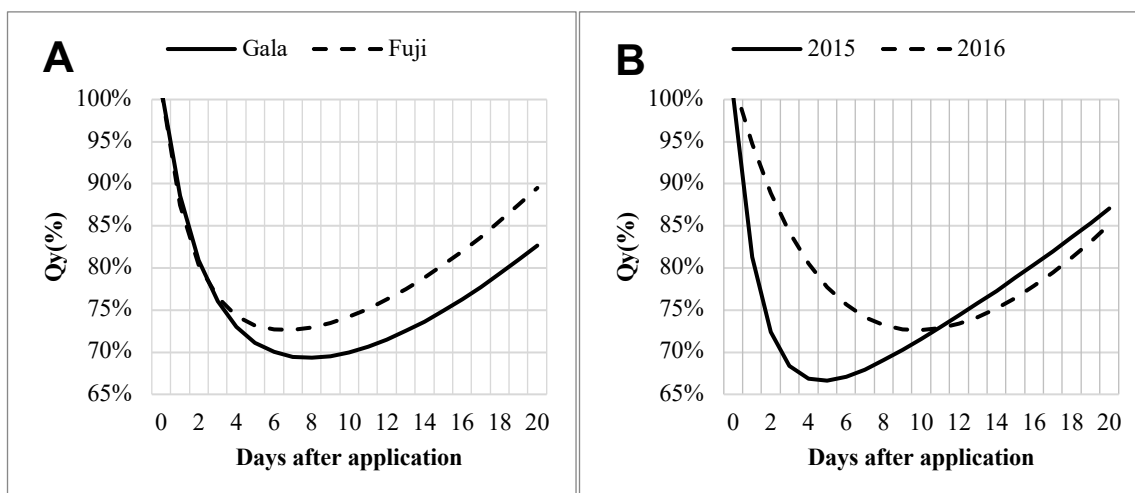 A
Gala Fuji
Qy(%)
100%
95%
90%
85%
80%
75%
70%
65%
0 2 4 6 8 10 12 14 16 18 20
Days after application
B
2015 2016
Qy(%)
100%
95%
90%
85%
80%
75%
70%
65%
0 2 4 6 8 10 12 14 16 18 20
Days after application